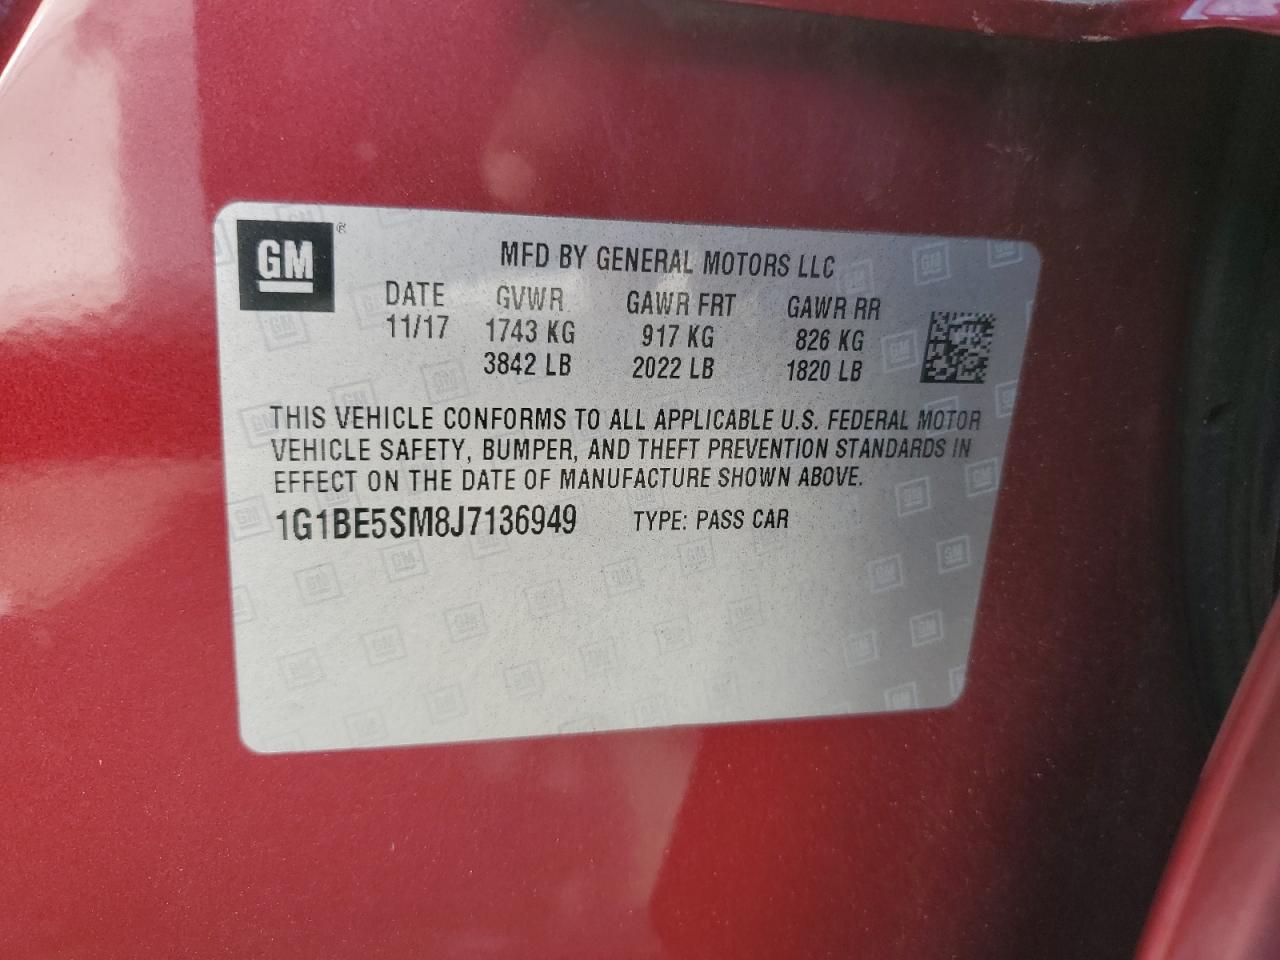 GM ®
MFD BY GENERAL MOTORS LLC
DATE GVWR GAWR FRT GAWR RR
11/17 1743 KG 917 KG 826 KG
3842 LB 2022 LB 1820 LB
THIS VEHICLE CONFORMS TO ALL APPLICABLE U.S. FEDERAL MOTOR
VEHICLE SAFETY, BUMPER, AND THEFT PREVENTION STANDARDS IN
EFFECT ON THE DATE OF MANUFACTURE SHOWN ABOVE.
1G1BE5SM8J7136949 TYPE: PASS CAR